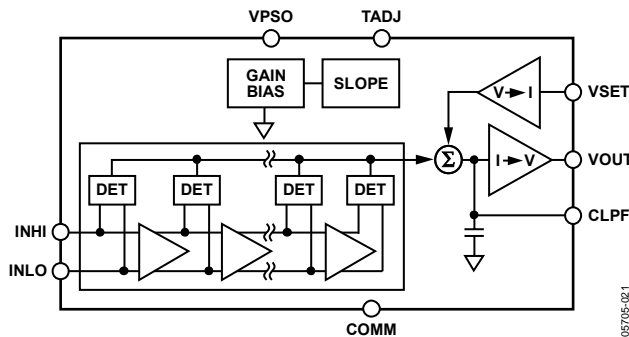 VPSO TADJ
GAIN BIAS
SLOPE
V→I
VSET
Σ
I→V
VOUT
DET DET DET DET
CLPF
INHI
INLO
COMM
05705-021